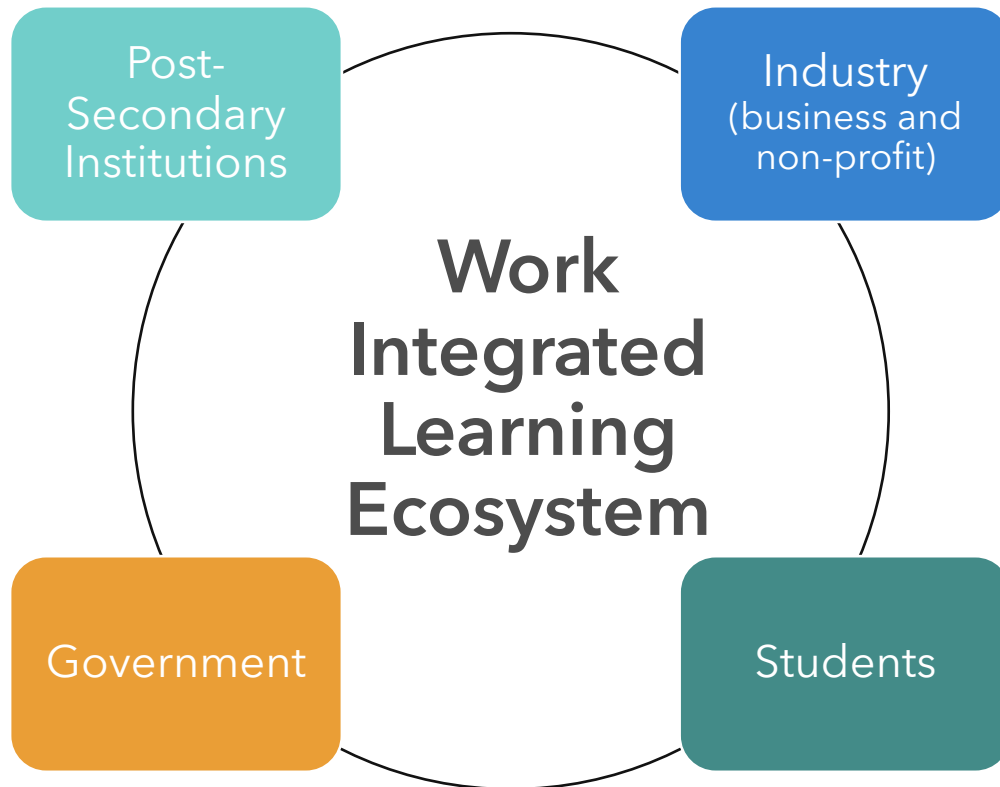 Post-
Secondary
Institutions
Industry
(business and
non-profit)
Work
Integrated
Learning
Ecosystem
Government
Students